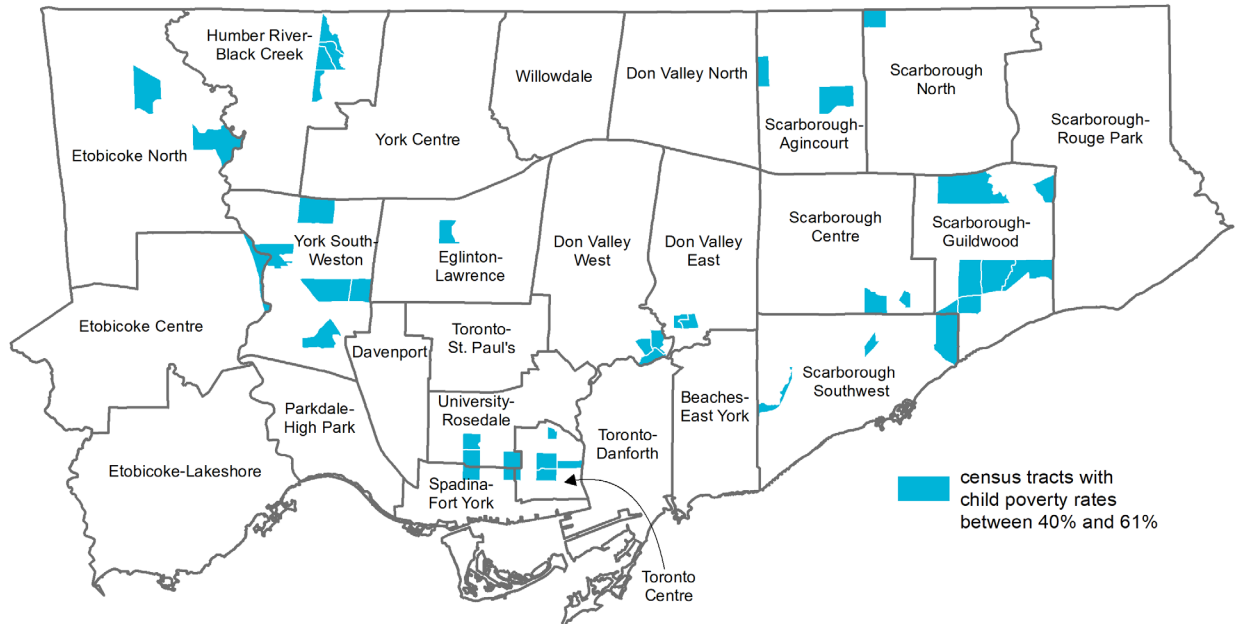 Humber River-
Black Creek
Willowdale
Don Valley North
Scarborough
North
Scarborough-
Agincourt
Scarborough-
Rouge Park
Etobicoke North
York Centre
York South-
Weston
Eglinton-
Lawrence
Don Valley
West
Don Valley
East
Scarborough
Centre
Scarborough-
Guildwood
Etobicoke Centre
Davenport
Toronto-
St. Paul's
Scarborough
Southwest
Parkdale-
High Park
University-
Rosedale
Beaches-
East York
Toronto-
Danforth
Etobicoke-Lakeshore
Spadina-
Fort York
Toronto
Centre
census tracts with
child poverty rates
between 40% and 61%